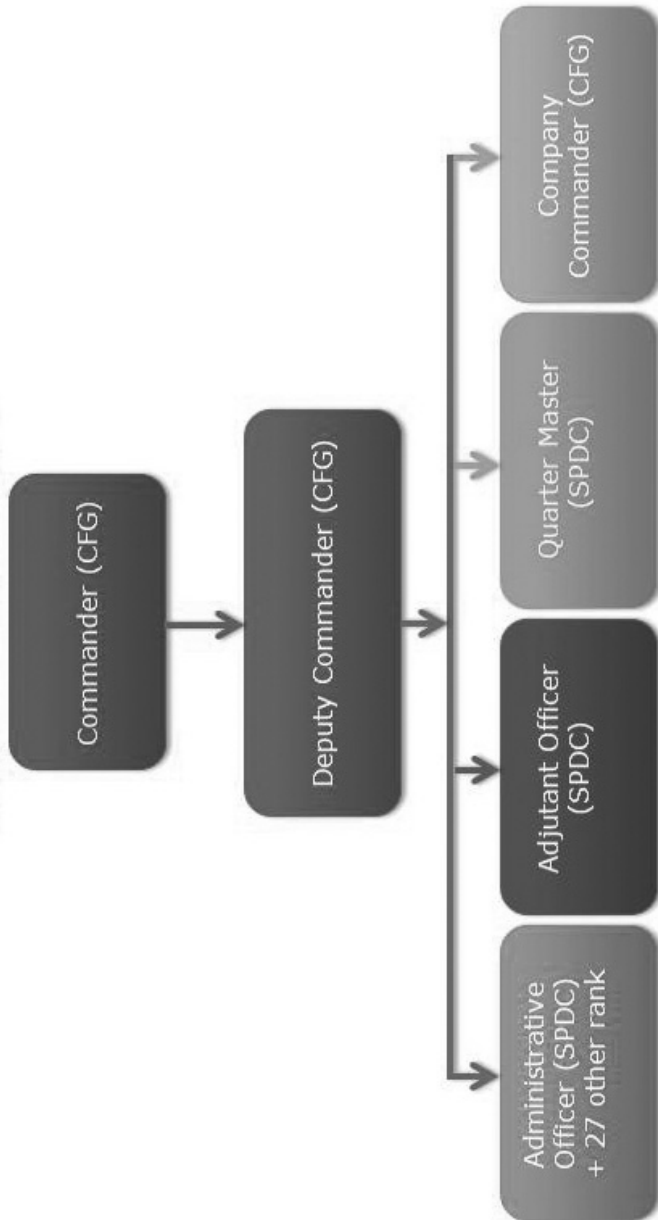 Commander (CFG)
Deputy Commander (CFG)
Administrative
Officer (SPDC)
+ 27 other rank
Adjutant Officer
(SPDC)
Quarter Master
(SPDC)
Company
Commander (CFG)